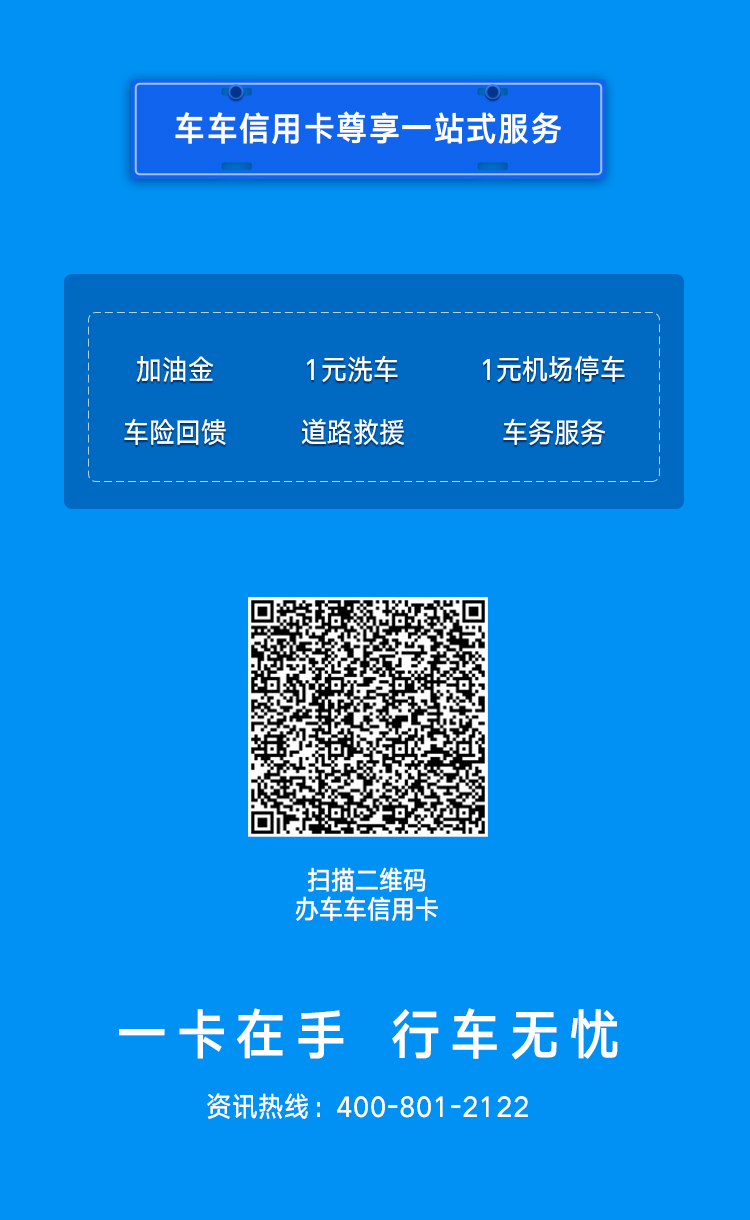 车车信用卡尊享一站式服务
加油金 1元洗车 1元机场停车
车险回馈 道路救援 车务服务
扫描二维码
办车车信用卡
一卡在手 行车无忧
资讯热线：400-801-2122